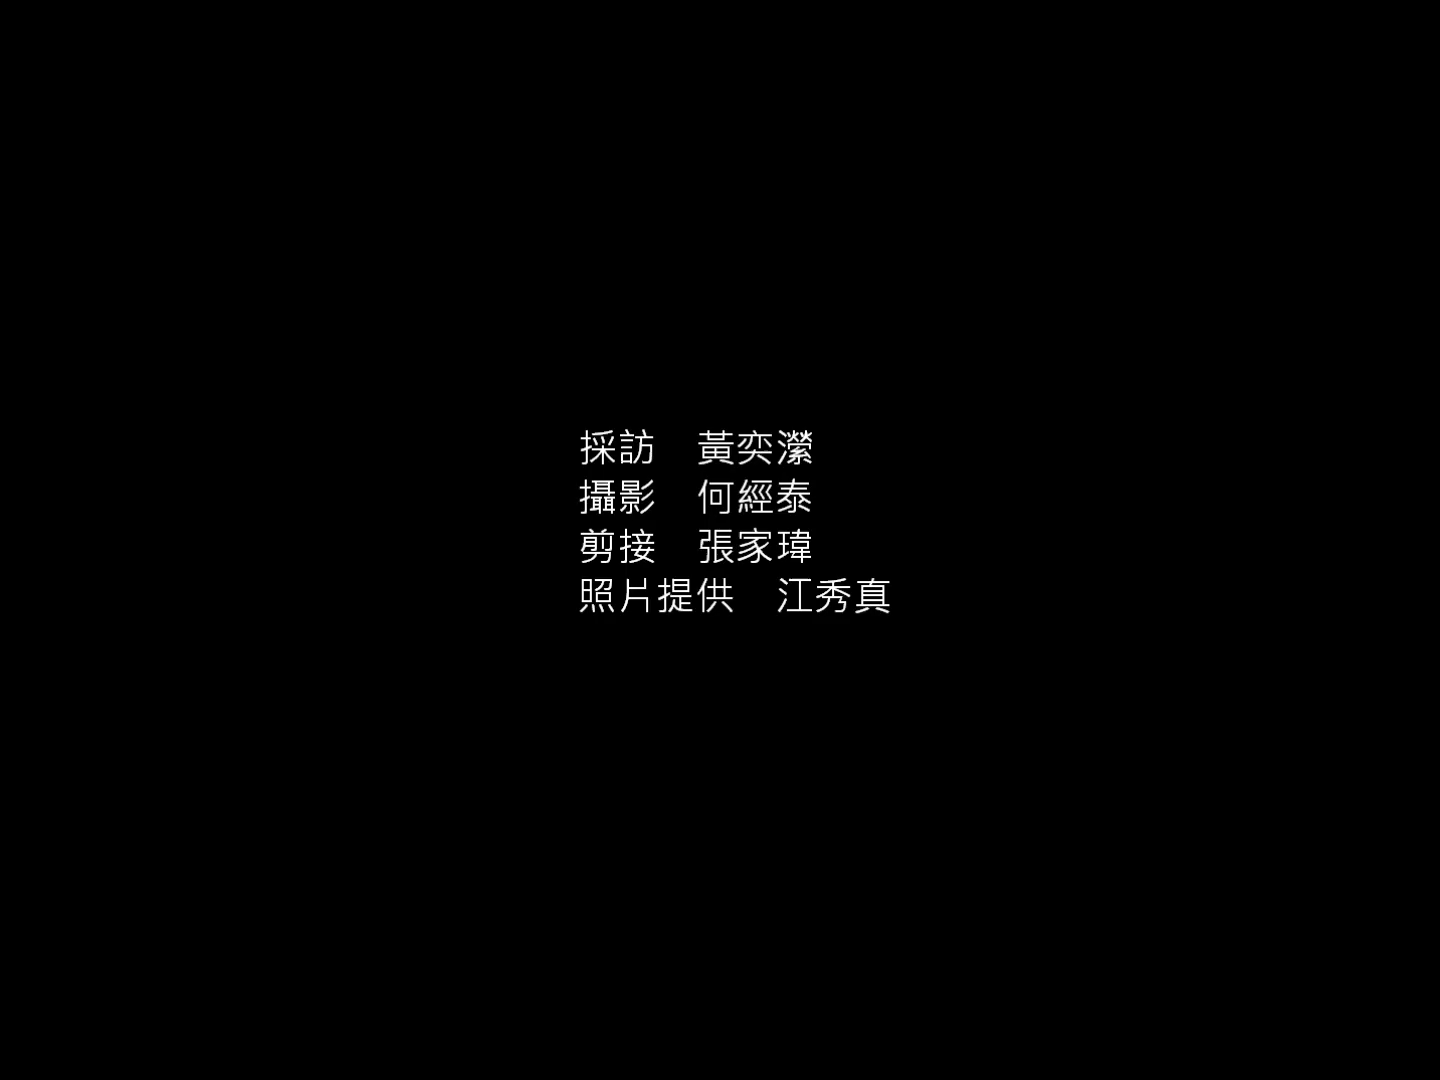 採訪　黃奕瀠
攝影　何經泰
剪接　張家瑋
照片提供　江秀真